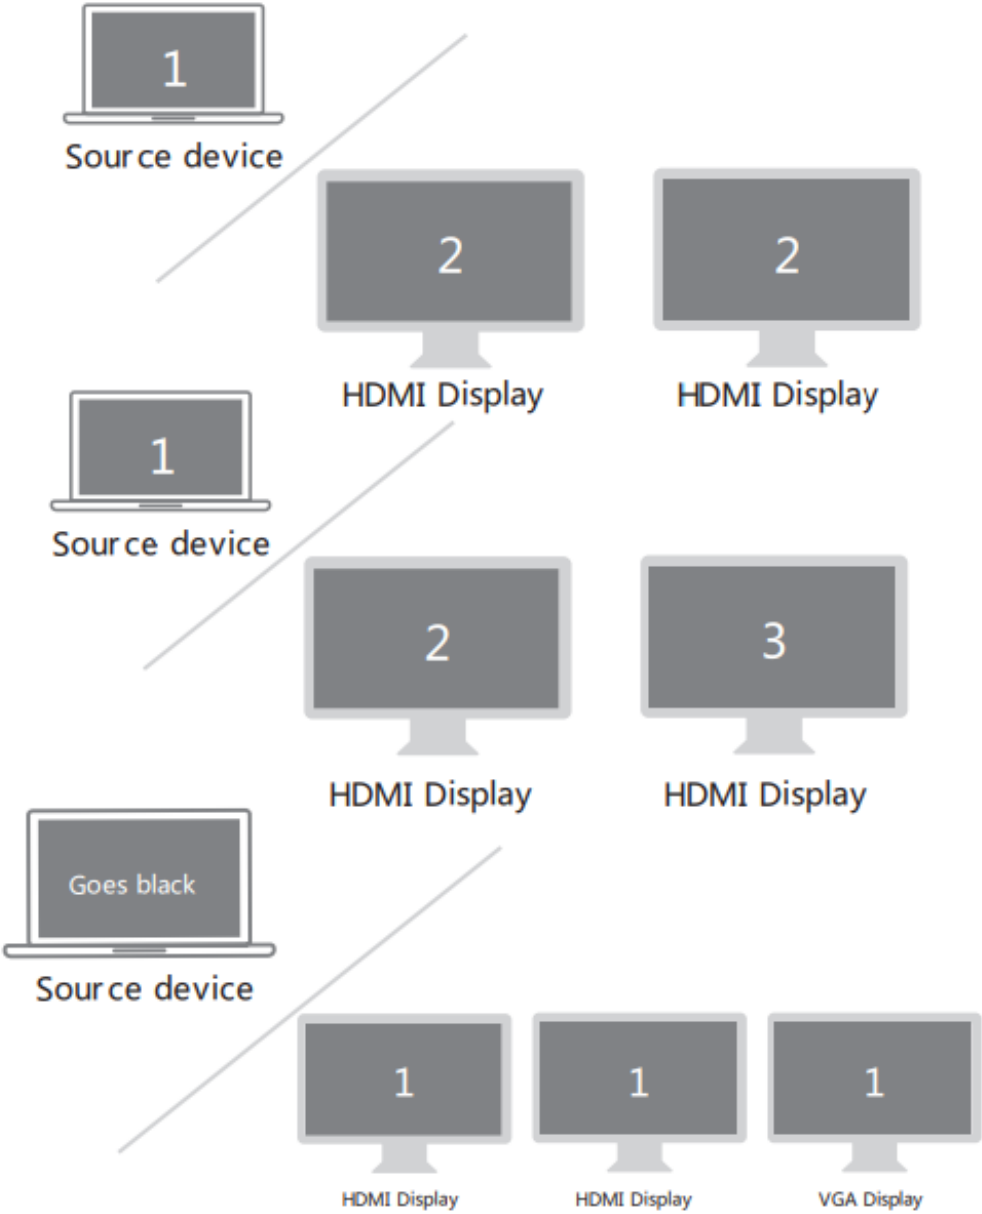 1
Source device
2 2
HDMI Display HDMI Display
1
Source device
2 3
HDMI Display HDMI Display
Goes black
Source device
1 1 1
HDMI Display HDMI Display VGA Display